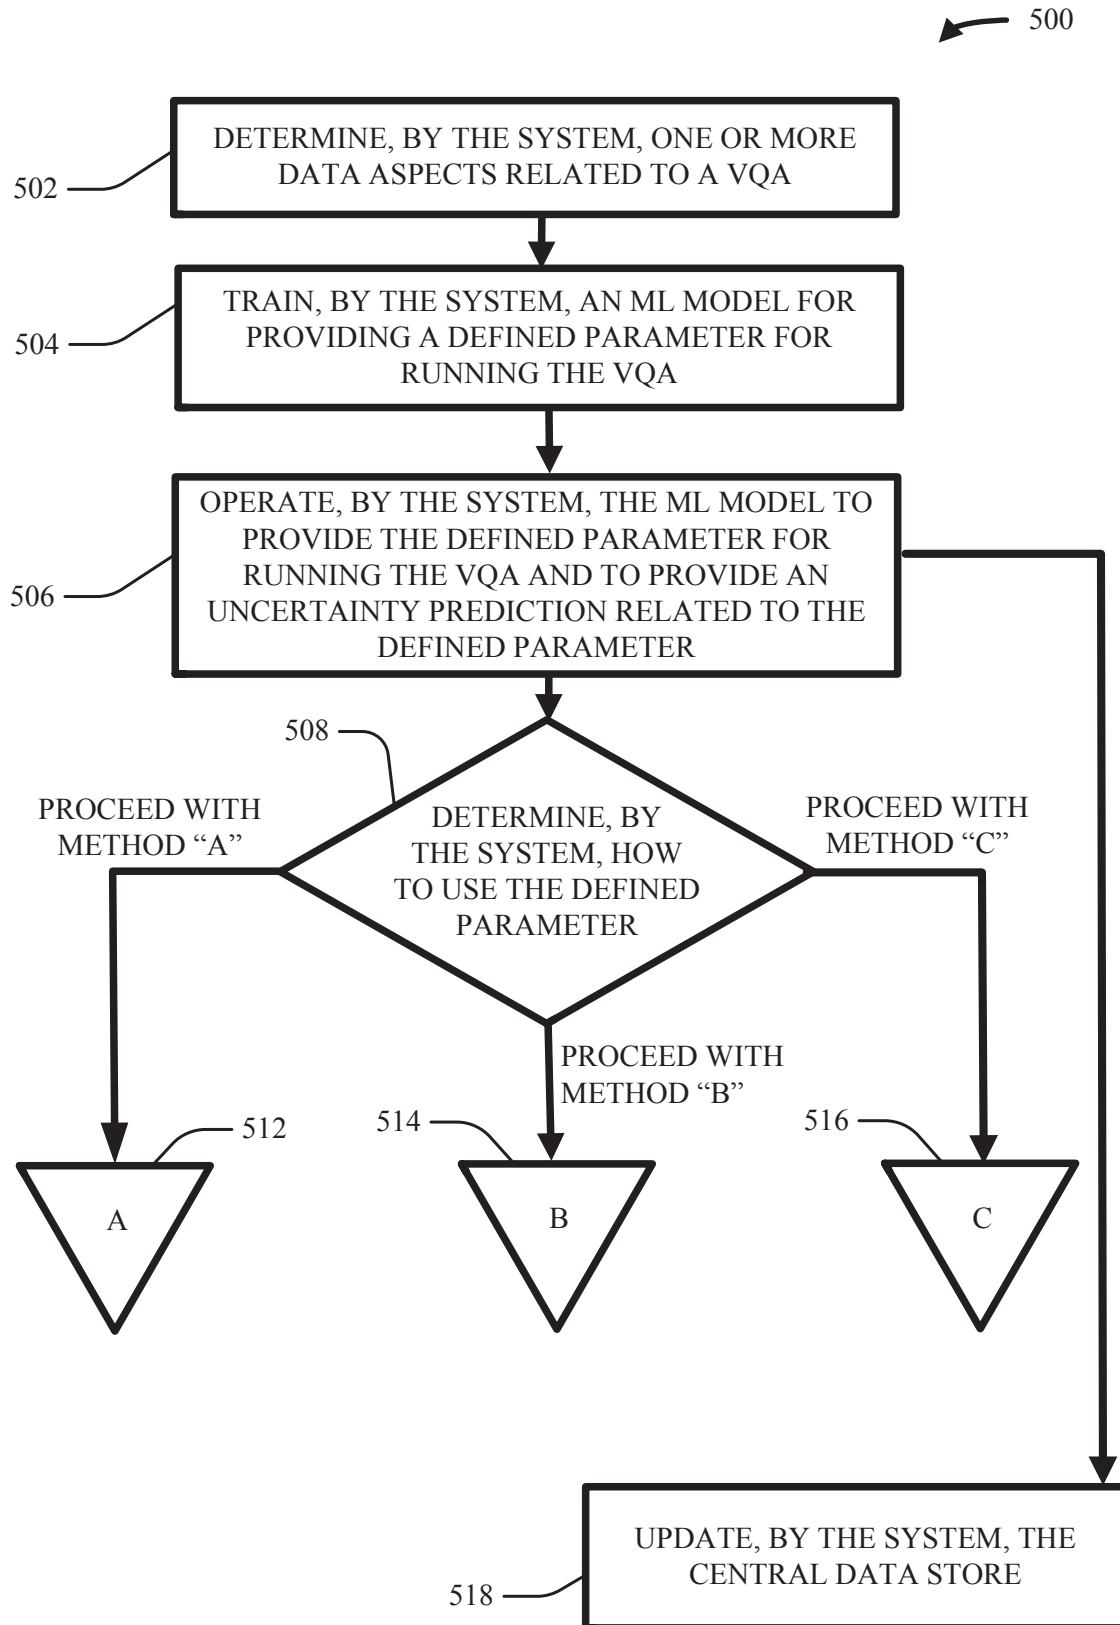 500
DETERMINE, BY THE SYSTEM, ONE OR MORE
DATA ASPECTS RELATED TO A VQA
502
TRAIN, BY THE SYSTEM, AN ML MODEL FOR
PROVIDING A DEFINED PARAMETER FOR
RUNNING THE VQA
504
OPERATE, BY THE SYSTEM, THE ML MODEL TO
PROVIDE THE DEFINED PARAMETER FOR
RUNNING THE VQA AND TO PROVIDE AN
UNCERTAINTY PREDICTION RELATED TO THE
DEFINED PARAMETER
506
508
PROCEED WITH
METHOD “A”
DETERMINE, BY
THE SYSTEM, HOW
TO USE THE DEFINED
PARAMETER
PROCEED WITH
METHOD “C”
PROCEED WITH
METHOD “B”
512
514
516
A
B
C
UPDATE, BY THE SYSTEM, THE
CENTRAL DATA STORE
518